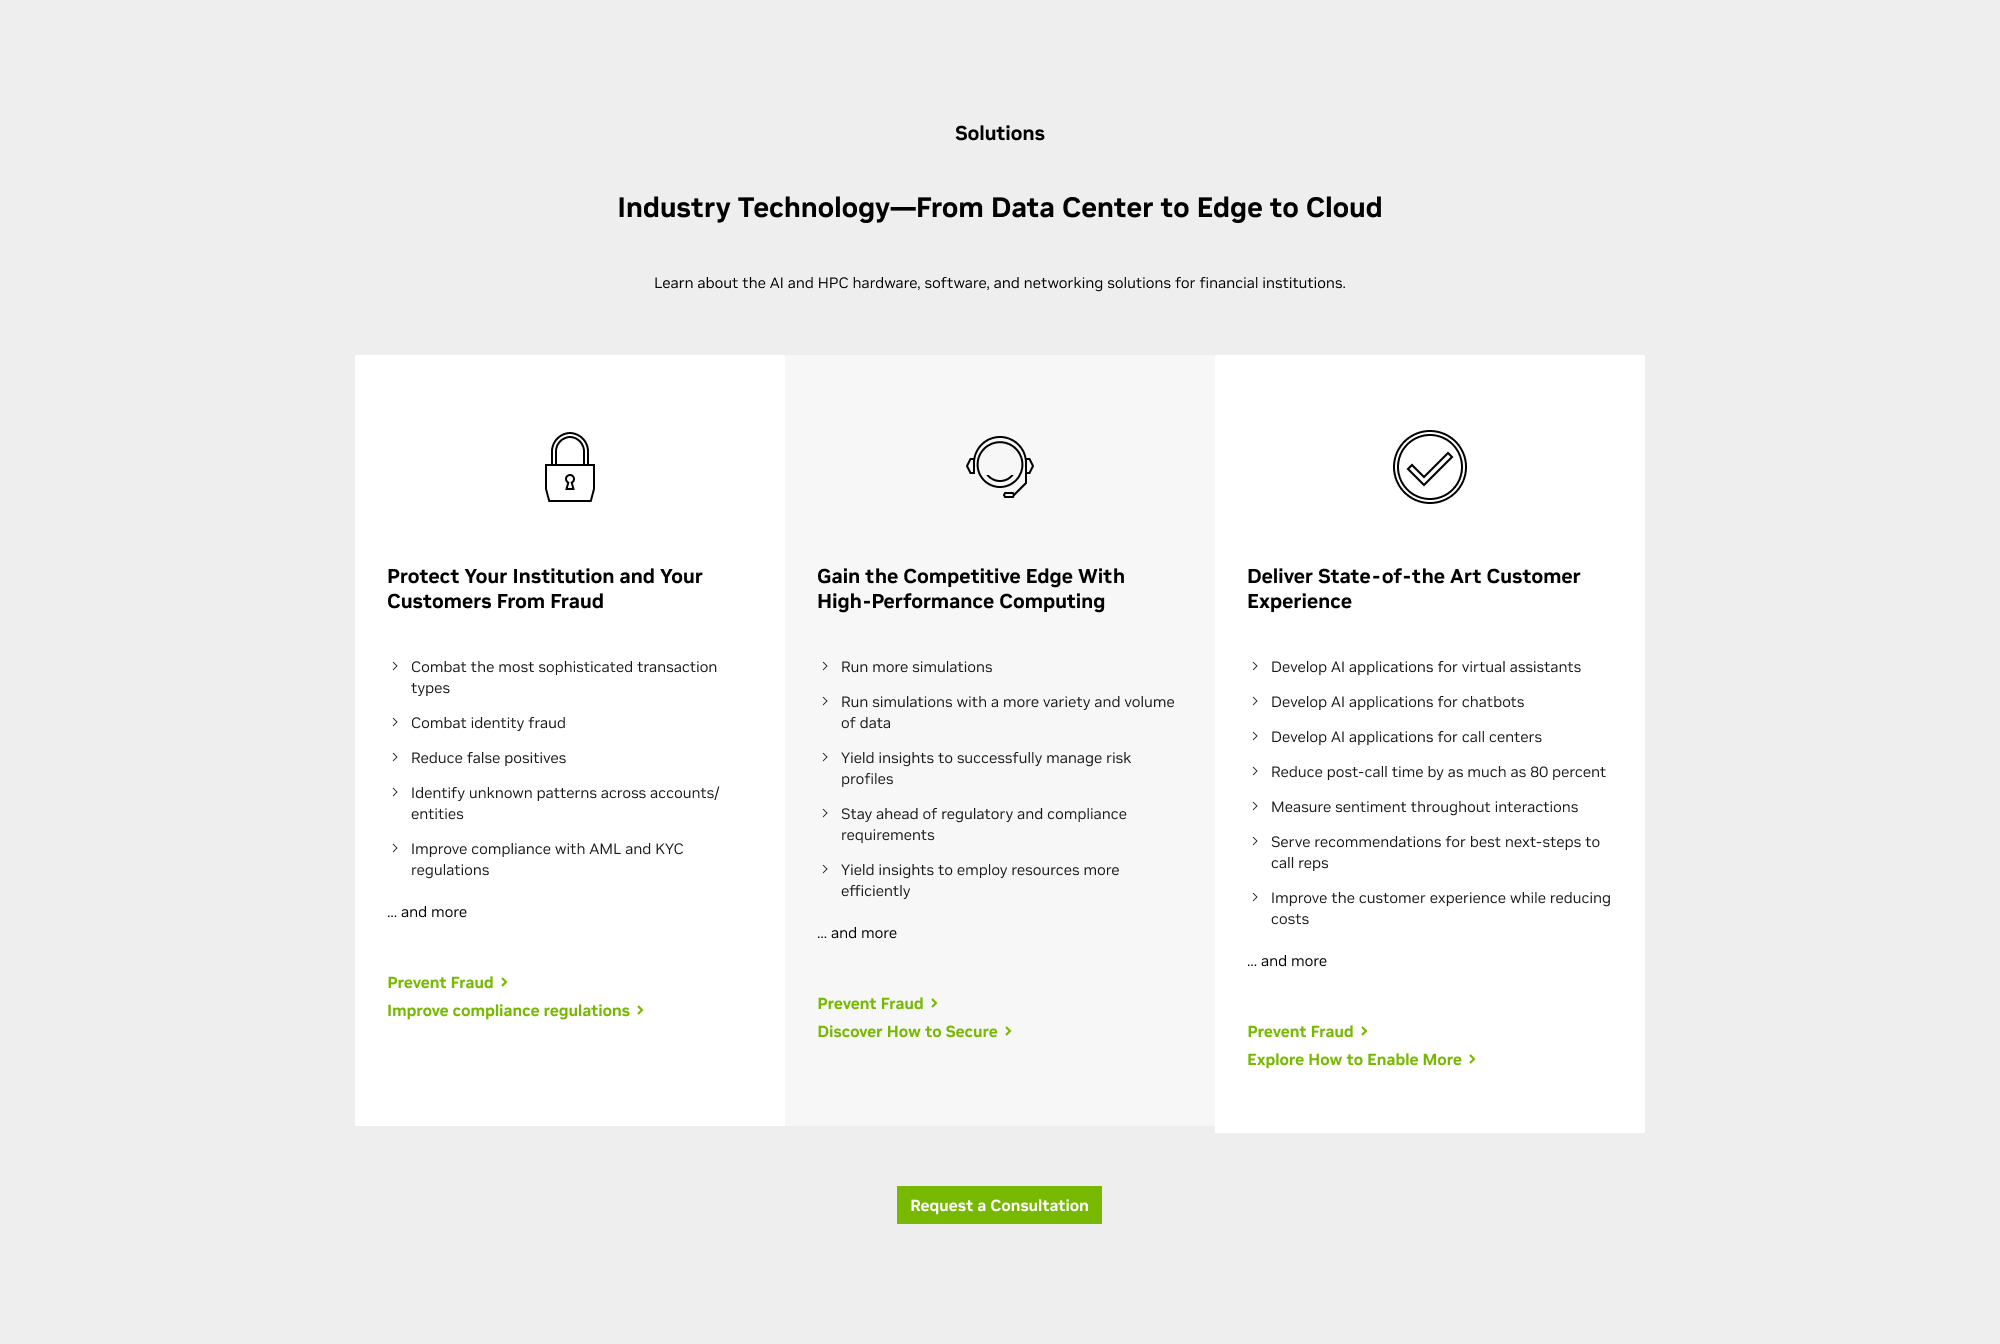 Solutions
Industry Technology—From Data Center to Edge to Cloud
Learn about the AI and HPC hardware, software, and networking solutions for financial institutions.
Protect Your Institution and Your
Customers From Fraud
Combat the most sophisticated transaction
types
Combat identity fraud
Reduce false positives
Identify unknown patterns across accounts/
entities
Improve compliance with AML and KYC
regulations
... and more
Prevent Fraud
Improve compliance regulations
Gain the Competitive Edge With
High-Performance Computing
Run more simulations
Run simulations with a more variety and volume
of data
Yield insights to successfully manage risk
profiles
Stay ahead of regulatory and compliance
requirements
Yield insights to employ resources more
efficiently
... and more
Prevent Fraud
Discover How to Secure
Deliver State-of-the Art Customer
Experience
Develop AI applications for virtual assistants
Develop AI applications for chatbots
Develop AI applications for call centers
Reduce post-call time by as much as 80 percent
Measure sentiment throughout interactions
Serve recommendations for best next-steps to
call reps
Improve the customer experience while reducing
costs
... and more
Prevent Fraud
Explore How to Enable More
Request a Consultation